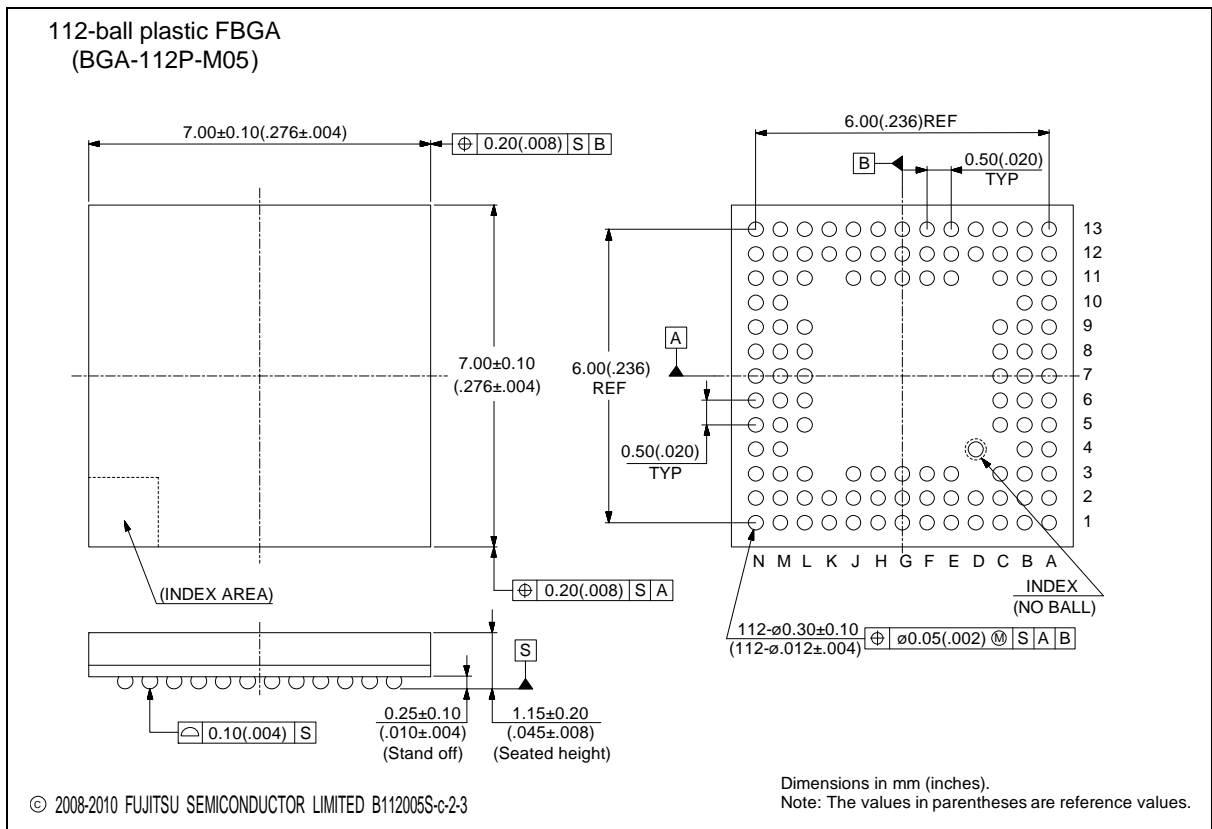 112-ball plastic FBGA
(BGA-112P-M05)
7.00±0.10(.276±.004)
⌖ 0.20(.008) S B
6.00(.236)REF
B
0.50(.020)
TYP
13
12
11
10
9
8
7
6
5
4
3
2
1
A
7.00±0.10
(.276±.004)
6.00(.236)
REF
0.50(.020)
TYP
N M L K J H G F E D C B A
(INDEX AREA)
⌖ 0.20(.008) S A
INDEX
(NO BALL)
112-ø0.30±0.10
(112-ø.012±.004)
⌖ ø0.05(.002) Ⓜ S A B
S
0.10(.004) S
0.25±0.10
(.010±.004)
(Stand off)
1.15±0.20
(.045±.008)
(Seated height)
© 2008-2010 FUJITSU SEMICONDUCTOR LIMITED B112005S-c-2-3
Dimensions in mm (inches).
Note: The values in parentheses are reference values.